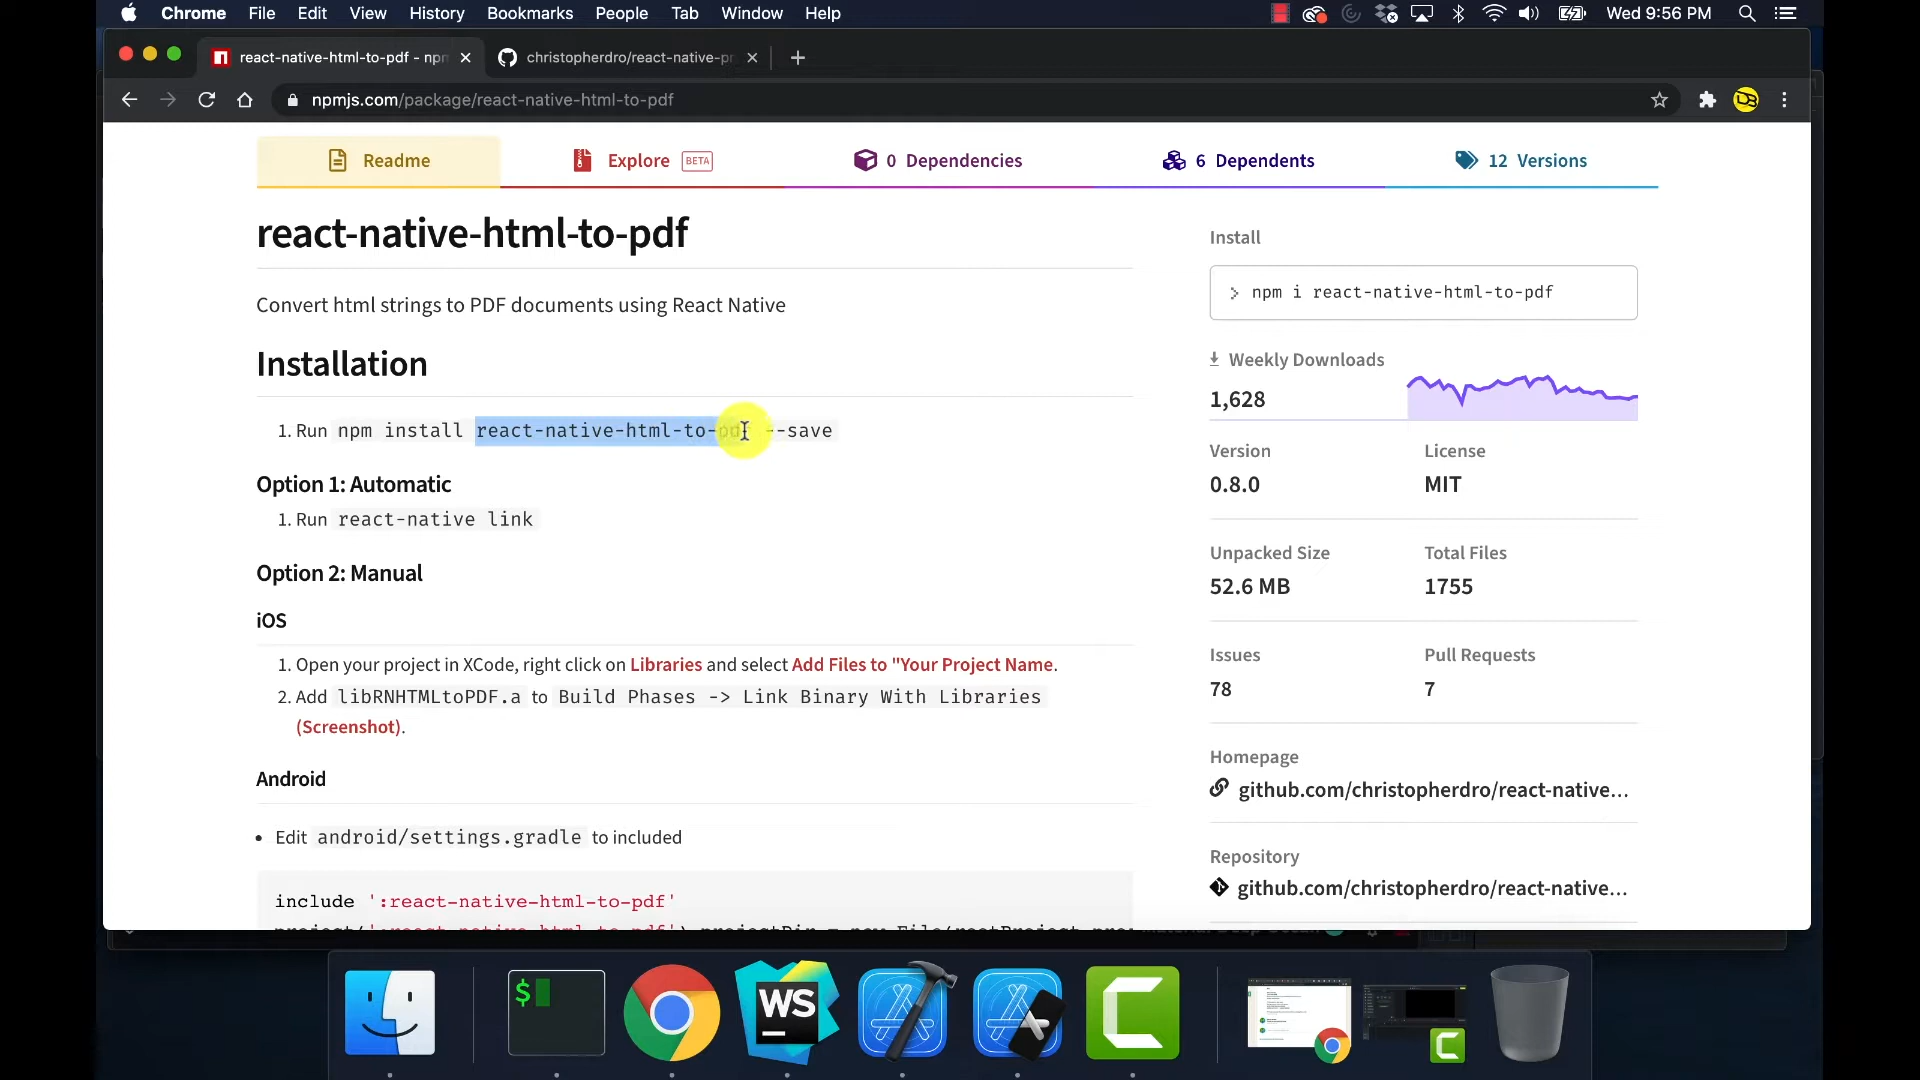 Chrome File Edit View History Bookmarks People Tab Window Help
Wed 9:56 PM
react-native-html-to-pdf - npm
christopherdro/react-native-pr
npmjs.com/package/react-native-html-to-pdf
Readme
Explore BETA
0 Dependencies
6 Dependents
12 Versions
react-native-html-to-pdf
Convert html strings to PDF documents using React Native
Installation
1. Run npm install react-native-html-to-pdf --save
Option 1: Automatic
1. Run react-native link
Option 2: Manual
iOS
1. Open your project in XCode, right click on Libraries and select Add Files to "Your Project Name.
2. Add libRNHTMLtoPDF.a to Build Phases -> Link Binary With Libraries
(Screenshot).
Android
• Edit android/settings.gradle to included
include ':react-native-html-to-pdf'
Install
> npm i react-native-html-to-pdf
Weekly Downloads
1,628
Version
License
0.8.0
MIT
Unpacked Size
Total Files
52.6 MB
1755
Issues
Pull Requests
78
7
Homepage
github.com/christopherdro/react-native...
Repository
github.com/christopherdro/react-native...
$
WS